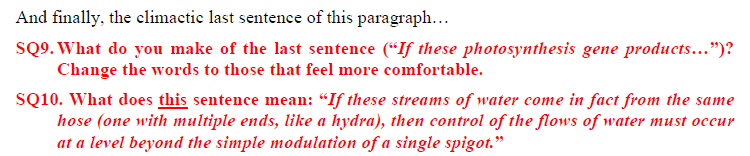 And finally, the climactic last sentence of this paragraph…
SQ9. What do you make of the last sentence (“If these photosynthesis gene products…”)?
Change the words to those that feel more comfortable.
SQ10. What does this sentence mean: “If these streams of water come in fact from the same
hose (one with multiple ends, like a hydra), then control of the flows of water must occur
at a level beyond the simple modulation of a single spigot.”